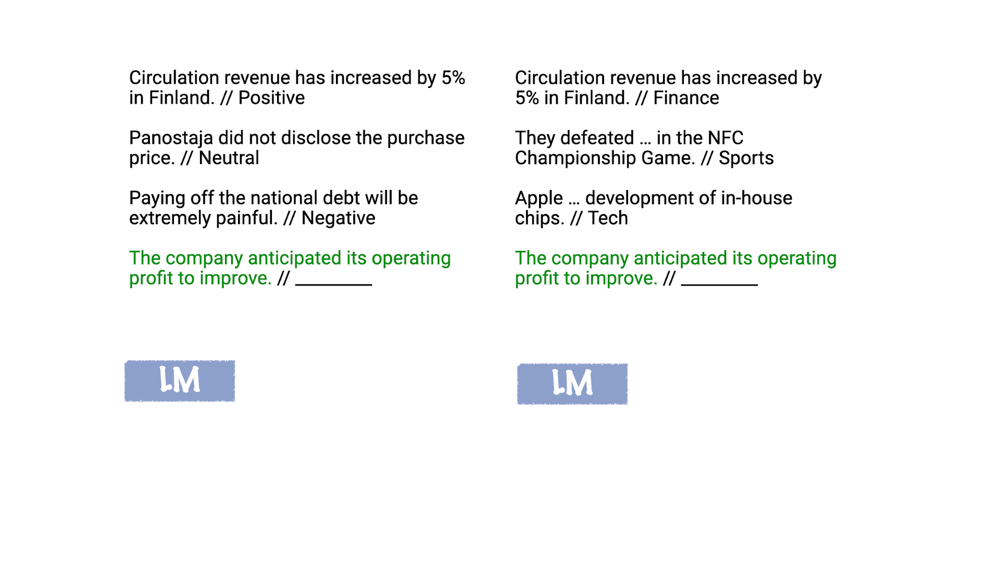 Circulation revenue has increased by 5%
in Finland. // Positive
Panostaja did not disclose the purchase
price. // Neutral
Paying off the national debt will be
extremely painful. // Negative
The company anticipated its operating
profit to improve. // ________
LM
Circulation revenue has increased by
5% in Finland. // Finance
They defeated … in the NFC
Championship Game. // Sports
Apple … development of in-house
chips. // Tech
The company anticipated its operating
profit to improve. // ________
LM